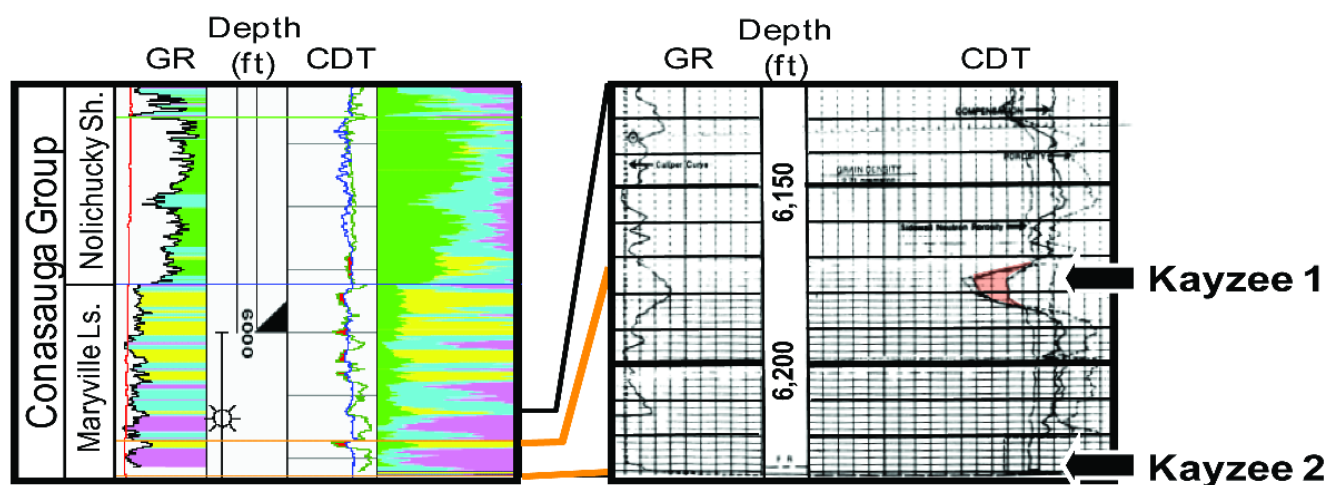 Depth
(ft)
GR
CDT
Conasauga Group
Nolichucky Sh.
Maryville Ls.
6000
Depth
(ft)
GR
CDT
COMPENSATION
POROSITY
Caliper Curve
GRAIN DENSITY
6,150
Sidewall Neutron Porosity
6,200
Kayzee 1
Kayzee 2